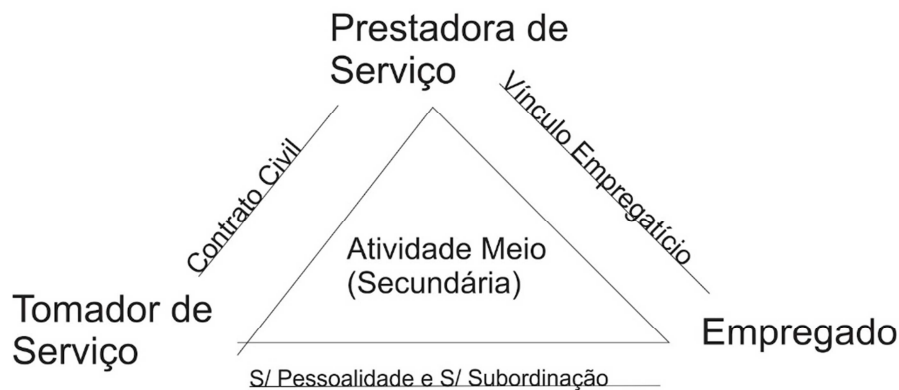 Prestadora de
Serviço
Contrato Civil
Vínculo Empregatício
Atividade Meio
(Secundária)
Tomador de
Serviço
Empregado
S/ Pessoalidade e S/ Subordinação